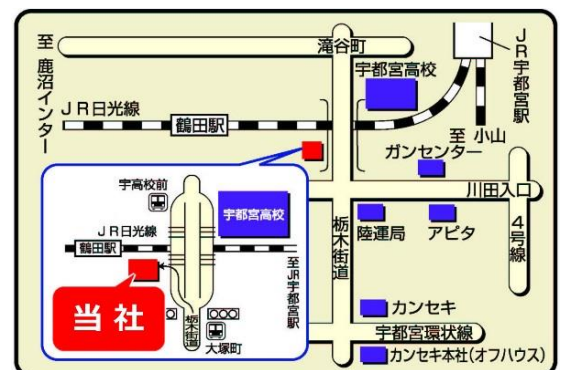 至 鹿沼インター
滝谷町
JR宇都宮駅
宇都宮高校
JR日光線
鶴田駅
至 小山
ガンセンター
川田入口
4号線
栃木街道
陸運局
アピタ
カンセキ
宇都宮環状線
カンセキ本社(オフハウス)
宇高校前
宇都宮高校
JR日光線
鶴田駅
至JR宇都宮駅
当社
栃木街道
大塚町